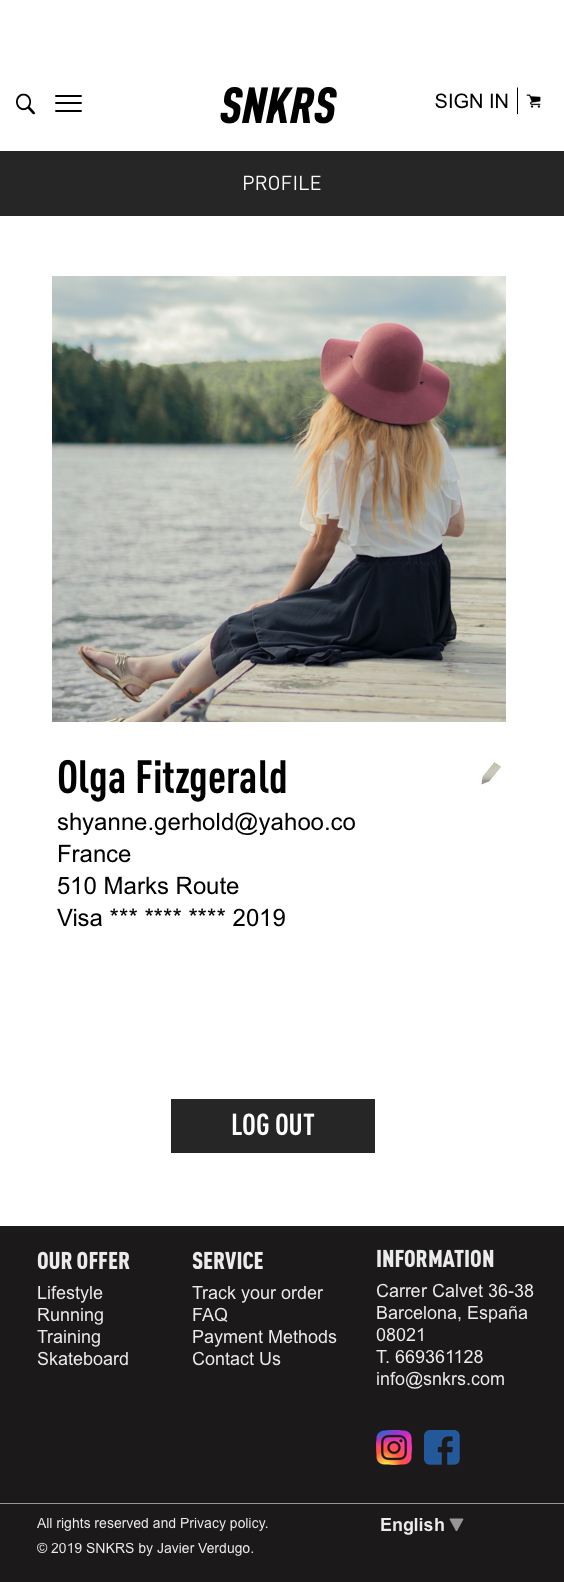 SNKRS
SIGN IN
PROFILE
Olga Fitzgerald
shyanne.gerhold@yahoo.co
France
510 Marks Route
Visa *** **** **** 2019
LOG OUT
OUR OFFER
Lifestyle
Running
Training
Skateboard
SERVICE
Track your order
FAQ
Payment Methods
Contact Us
INFORMATION
Carrer Calvet 36-38
Barcelona, España
08021
T. 669361128
info@snkrs.com
All rights reserved and Privacy policy.
© 2019 SNKRS by Javier Verdugo.
English